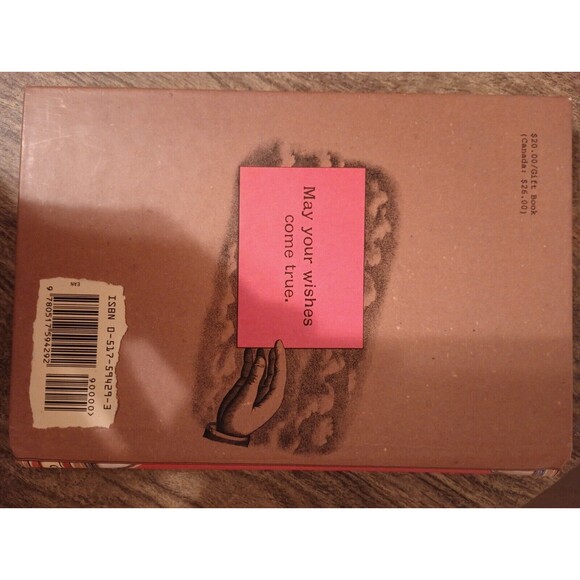 $20.00/Gift Book
(Canada: $26.00)
May your wishes
come true.
ISBN 0-517-59429-3
90000>
EAN
9 780517 594292